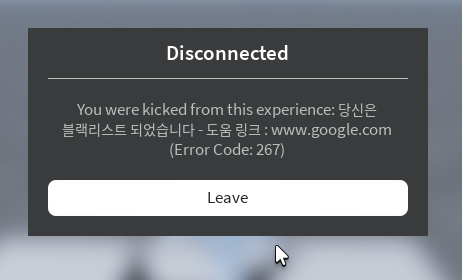 Disconnected
You were kicked from this experience: 당신은
블랙리스트 되었습니다 - 도움 링크 : www.google.com
(Error Code: 267)
Leave